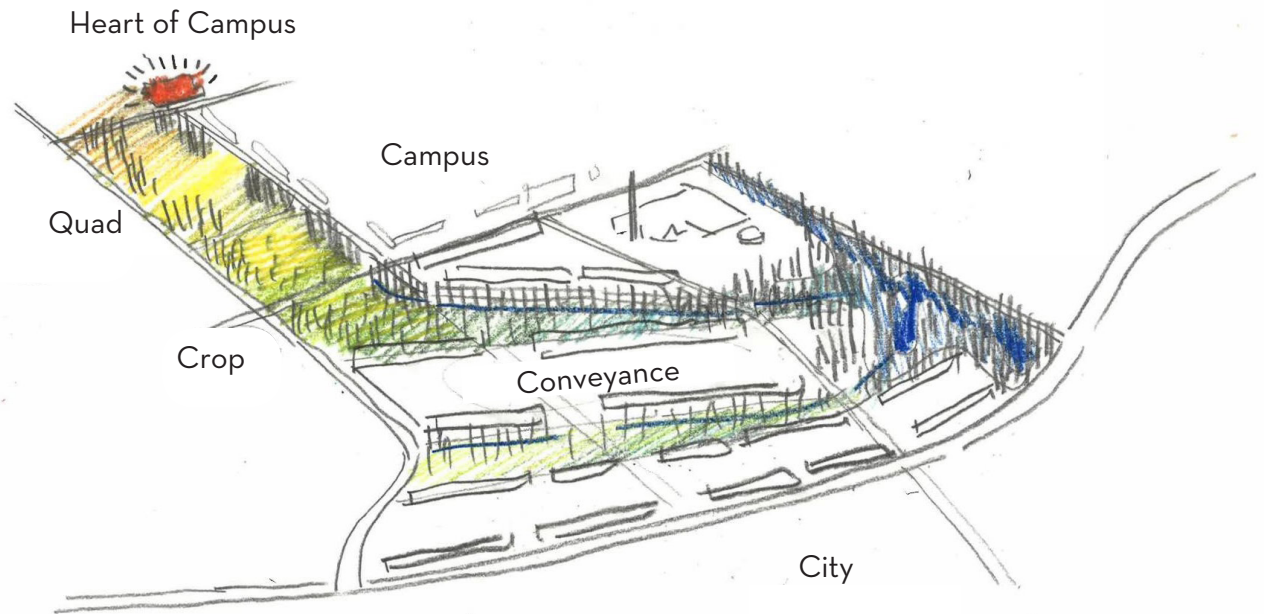 Heart of Campus
Campus
Quad
Crop
Conveyance
City